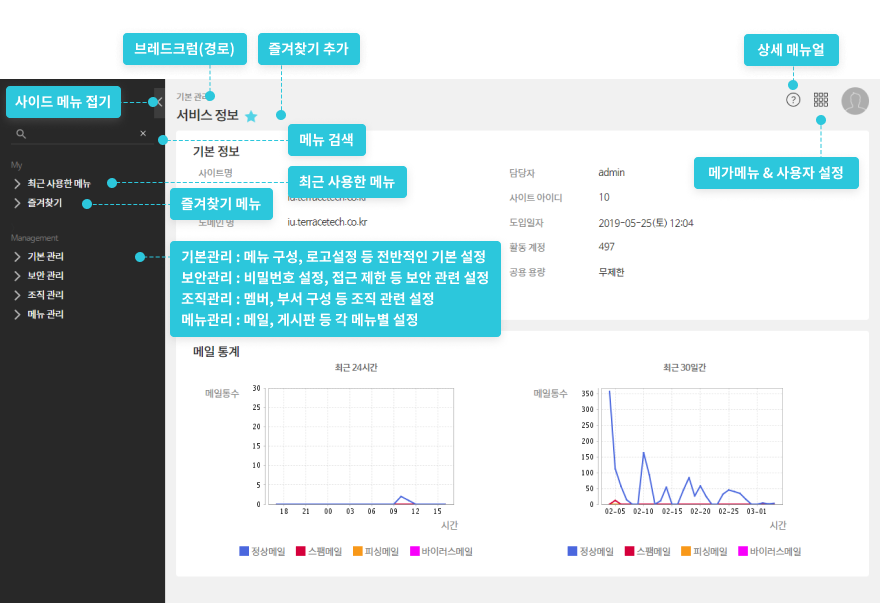 브레드크럼(경로)
즐겨찾기 추가
상세 매뉴얼
사이드 메뉴 접기
기본 관리
서비스 정보
?
메뉴 검색
메가메뉴 & 사용자 설정
My
최근 사용한 메뉴
즐겨찾기
최근 사용한 메뉴
즐겨찾기 메뉴
Management
기본 관리
보안 관리
조직 관리
메뉴 관리
기본관리 : 메뉴 구성, 로고설정 등 전반적인 기본 설정
보안관리 : 비밀번호 설정, 접근 제한 등 보안 관련 설정
조직관리 : 멤버, 부서 구성 등 조직 관련 설정
메뉴관리 : 메일, 게시판 등 각 메뉴별 설정
기본 정보
사이트명
iu.terracetech.co.kr
도메인 명
iu.terracetech.co.kr
담당자
admin
사이트 아이디
10
도입일자
2019-05-25(토) 12:04
활동 계정
497
공용 용량
무제한
메일 통계
최근 24시간
메일통수
30
25
20
15
10
5
0
18 21 00 03 06 09 12 15
시간
정상메일 스팸메일 피싱메일 바이러스메일
최근 30일간
메일통수
350
300
250
200
150
100
50
0
02-05 02-10 02-15 02-20 02-25 03-01
시간
정상메일 스팸메일 피싱메일 바이러스메일